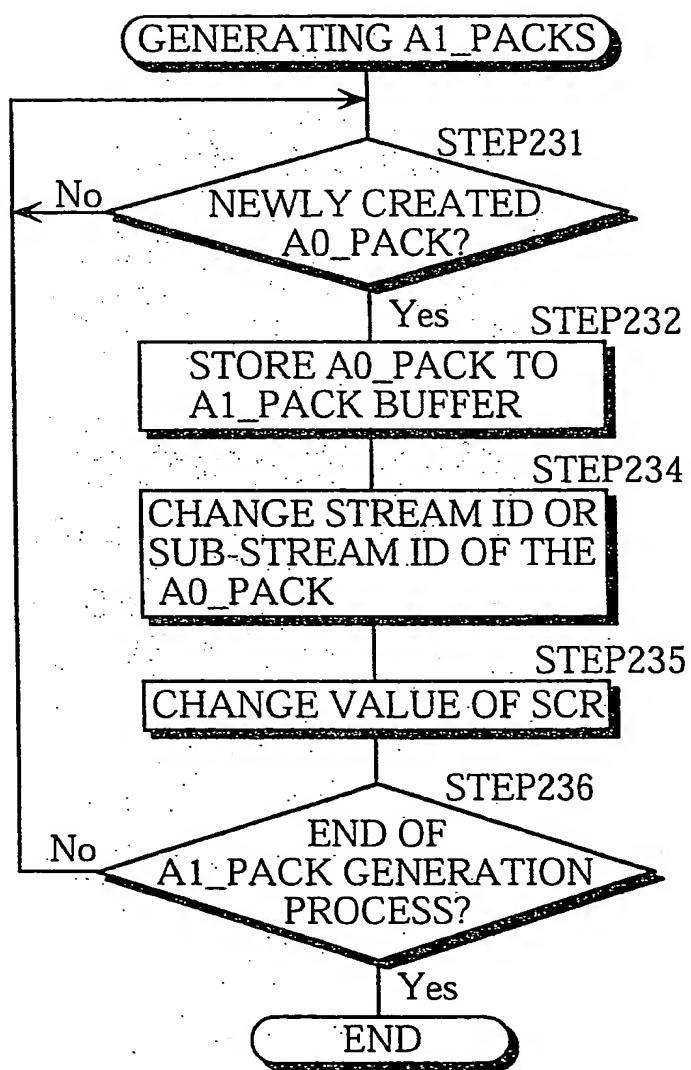 GENERATING A1_PACKS
STEP231
No
NEWLY CREATED
A0_PACK?
Yes
STEP232
STORE A0_PACK TO
A1_PACK BUFFER
STEP234
CHANGE STREAM ID OR
SUB-STREAM ID OF THE
A0_PACK
STEP235
CHANGE VALUE OF SCR
STEP236
No
END OF
A1_PACK GENERATION
PROCESS?
Yes
END